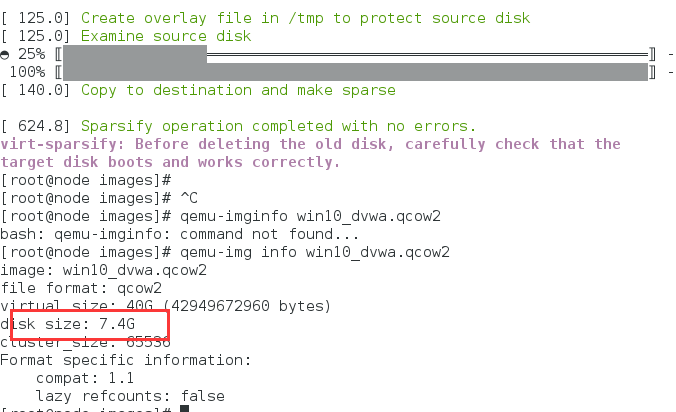 [ 125.0] Create overlay file in /tmp to protect source disk
[ 125.0] Examine source disk
25%
100%
[ 140.0] Copy to destination and make sparse
[ 624.8] Sparsify operation completed with no errors.
virt-sparsify: Before deleting the old disk, carefully check that the
target disk boots and works correctly.
[root@node images]#
[root@node images]# ^C
[root@node images]# qemu-imginfo win10_dvwa.qcow2
bash: qemu-imginfo: command not found...
[root@node images]# qemu-img info win10_dvwa.qcow2
image: win10_dvwa.qcow2
file format: qcow2
virtual size: 40G (42949672960 bytes)
disk size: 7.4G
cluster_size: 65536
Format specific information:
compat: 1.1
lazy refcounts: false
[root@node images]#